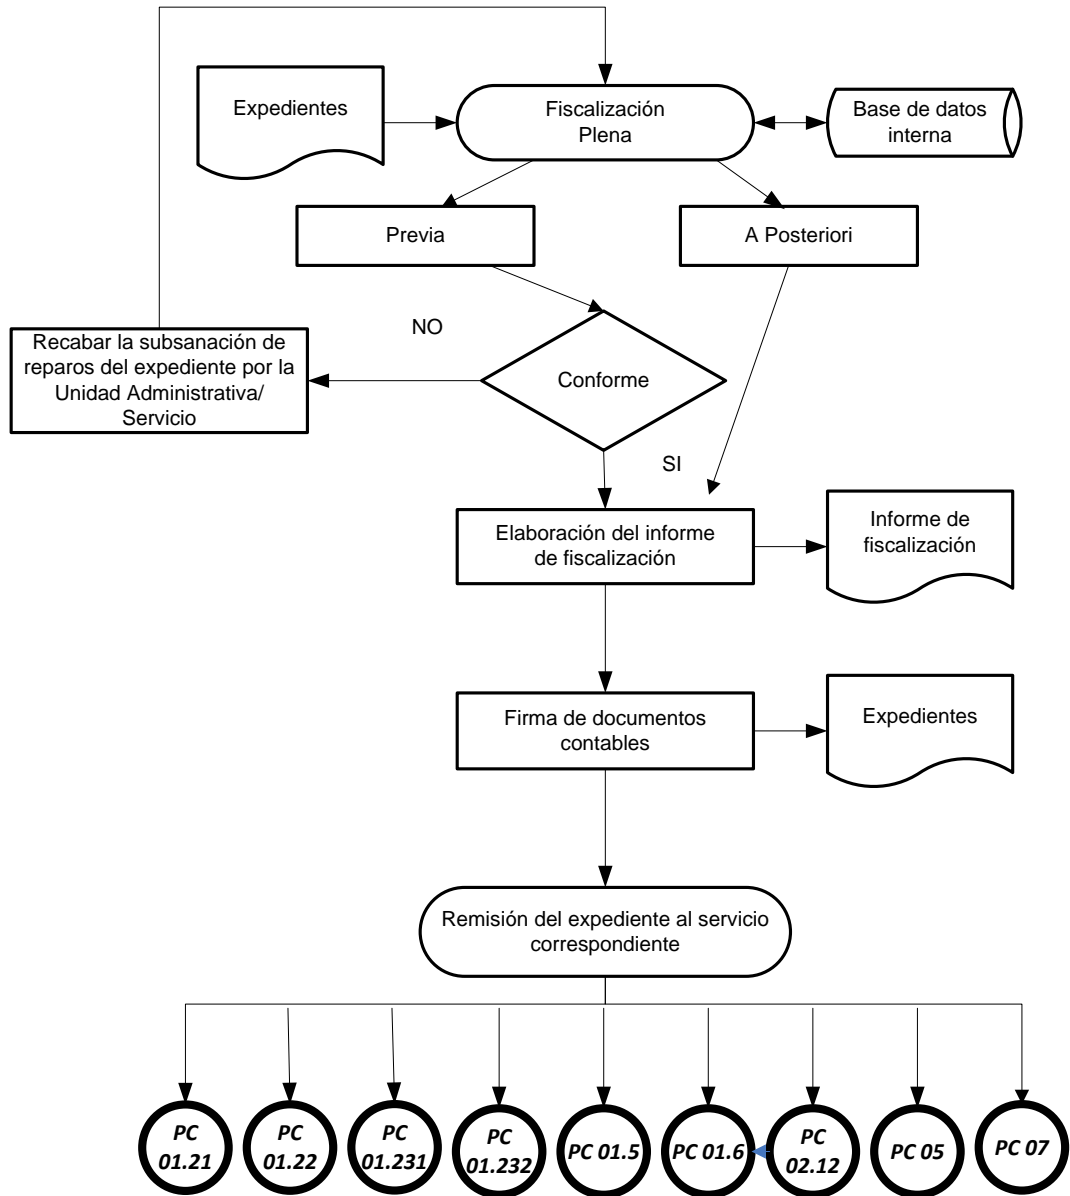 Expedientes
Fiscalización
Plena
Base de datos
interna
Previa
A Posteriori
NO
Recabar la subsanación de
reparos del expediente por la
Unidad Administrativa/
Servicio
Conforme
SI
Elaboración del informe
de fiscalización
Informe de
fiscalización
Firma de documentos
contables
Expedientes
Remisión del expediente al servicio
correspondiente
PC
01.21
PC
01.22
PC
01.231
PC
01.232
PC 01.5
PC 01.6
PC
02.12
PC 05
PC 07